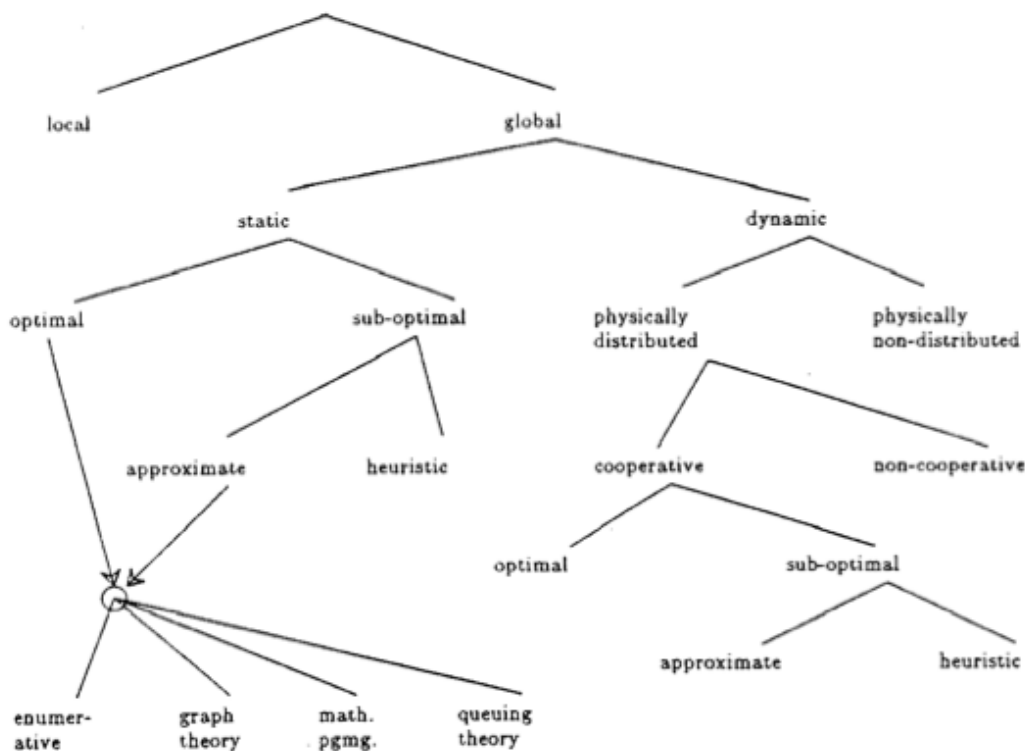 local
global
static
dynamic
optimal
sub-optimal
physically
distributed
physically
non-distributed
approximate
heuristic
cooperative
non-cooperative
optimal
sub-optimal
approximate
heuristic
enumer-
ative
graph
theory
math.
pgmg.
queuing
theory